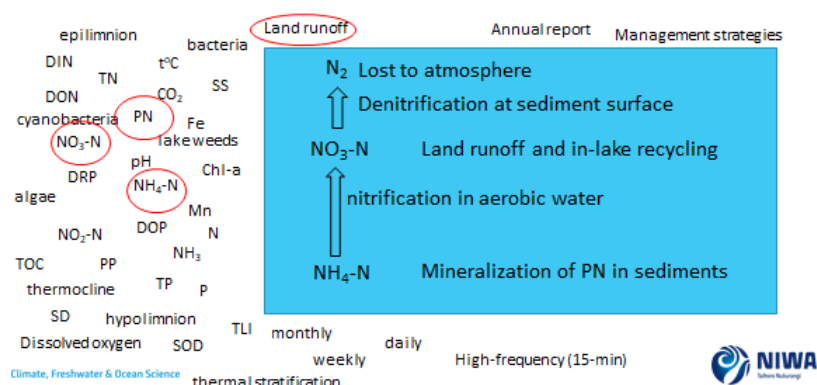 Land runoff
Annual report
Management strategies
epilimnion
bacteria
DIN
t°C
TN
SS
DON
CO₂
cyanobacteria
PN
Fe
NO₃-N
lake weeds
pH
Chl-a
DRP
NH₄-N
algae
Mn
NO₂-N
DOP
N
NH₃
TOC
PP
thermocline
TP
P
SD
hypolimnion
TLI
monthly
Dissolved oxygen
SOD
daily
weekly
High-frequency (15-min)
thermal stratification
N₂ Lost to atmosphere
Denitrification at sediment surface
NO₃-N Land runoff and in-lake recycling
nitrification in aerobic water
NH₄-N Mineralization of PN in sediments
Climate, Freshwater & Ocean Science
NIWA
Taihoro Nukurangi